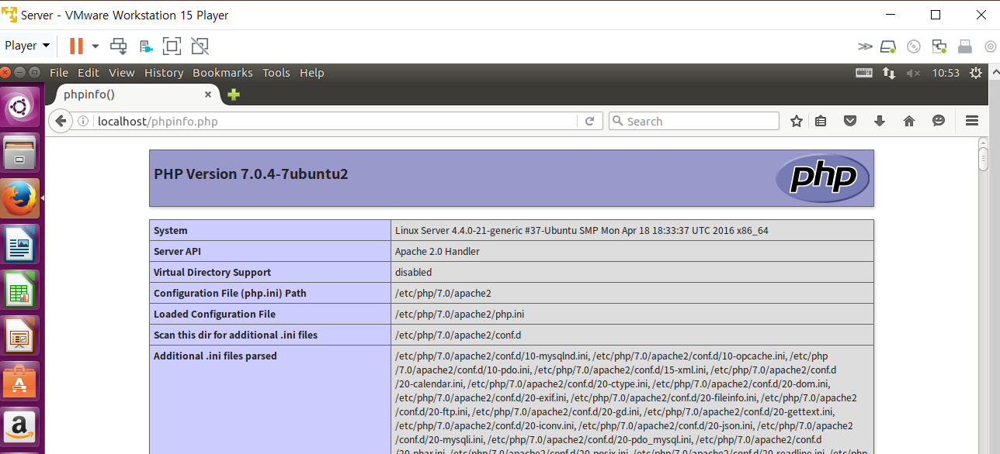 Server - VMware Workstation 15 Player
Player
File Edit View History Bookmarks Tools Help
10:53
phpinfo()
localhost/phpinfo.php
Search
PHP Version 7.0.4-7ubuntu2
php
System Linux Server 4.4.0-21-generic #37-Ubuntu SMP Mon Apr 18 18:33:37 UTC 2016 x86_64
Server API Apache 2.0 Handler
Virtual Directory Support disabled
Configuration File (php.ini) Path /etc/php/7.0/apache2
Loaded Configuration File /etc/php/7.0/apache2/php.ini
Scan this dir for additional .ini files /etc/php/7.0/apache2/conf.d
Additional .ini files parsed /etc/php/7.0/apache2/conf.d/10-mysqlnd.ini, /etc/php/7.0/apache2/conf.d/10-opcache.ini, /etc/php
/7.0/apache2/conf.d/10-pdo.ini, /etc/php/7.0/apache2/conf.d/15-xml.ini, /etc/php/7.0/apache2/conf.d
/20-calendar.ini, /etc/php/7.0/apache2/conf.d/20-ctype.ini, /etc/php/7.0/apache2/conf.d/20-dom.ini,
/etc/php/7.0/apache2/conf.d/20-exif.ini, /etc/php/7.0/apache2/conf.d/20-fileinfo.ini, /etc/php/7.0/apache2
/conf.d/20-ftp.ini, /etc/php/7.0/apache2/conf.d/20-gd.ini, /etc/php/7.0/apache2/conf.d/20-gettext.ini,
/etc/php/7.0/apache2/conf.d/20-iconv.ini, /etc/php/7.0/apache2/conf.d/20-json.ini, /etc/php/7.0/apache2
/conf.d/20-mysqli.ini, /etc/php/7.0/apache2/conf.d/20-pdo_mysql.ini, /etc/php/7.0/apache2/conf.d
/20-phar.ini, /etc/php/7.0/apache2/conf.d/20-posix.ini, /etc/php/7.0/apache2/conf.d/20-readline.ini, /etc/php
a